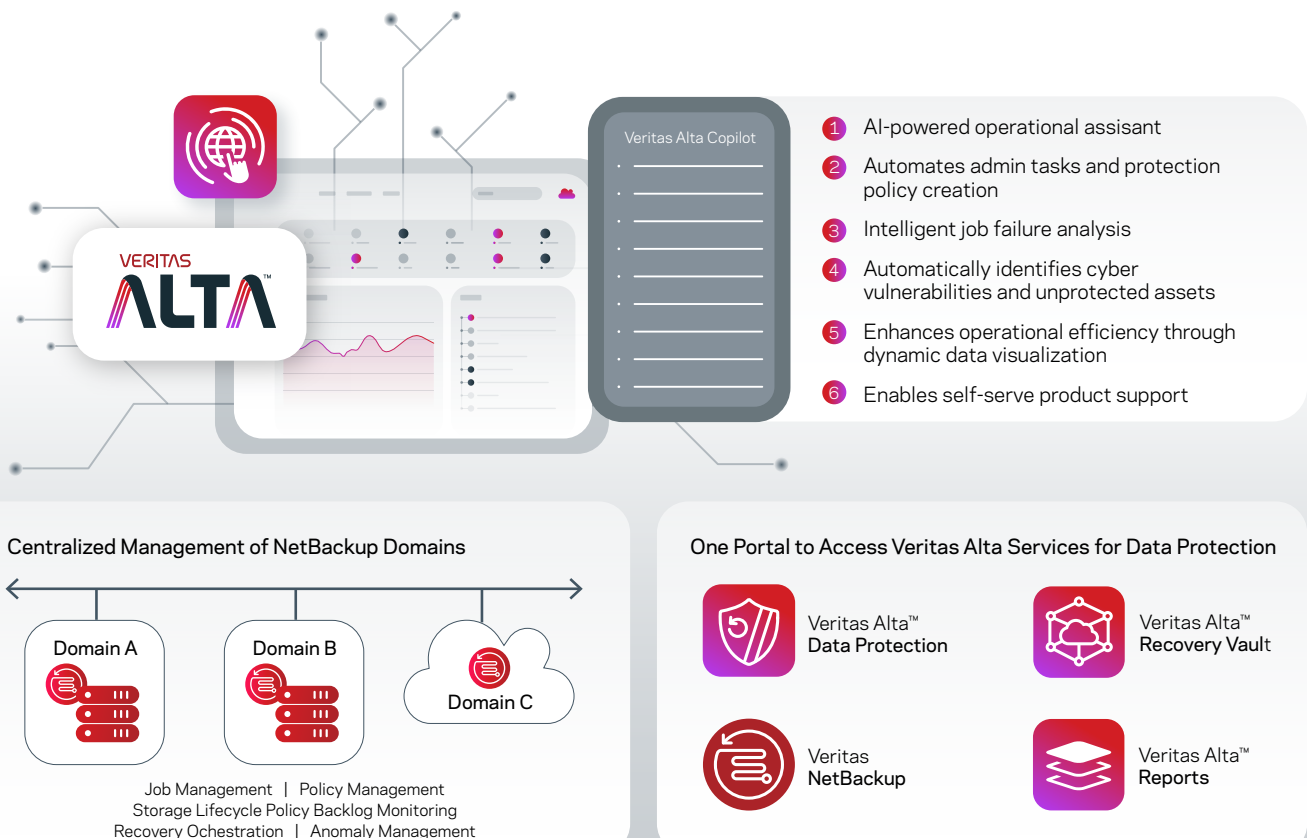 VERITAS
ALTA™
Veritas Alta Copilot
1 AI-powered operational assisant
2 Automates admin tasks and protection
policy creation
3 Intelligent job failure analysis
4 Automatically identifies cyber
vulnerabilities and unprotected assets
5 Enhances operational efficiency through
dynamic data visualization
6 Enables self-serve product support
Centralized Management of NetBackup Domains
Domain A
Domain B
Domain C
Job Management | Policy Management
Storage Lifecycle Policy Backlog Monitoring
Recovery Ochestration | Anomaly Management
One Portal to Access Veritas Alta Services for Data Protection
Veritas Alta™
Data Protection
Veritas Alta™
Recovery Vault
Veritas
NetBackup
Veritas Alta™
Reports